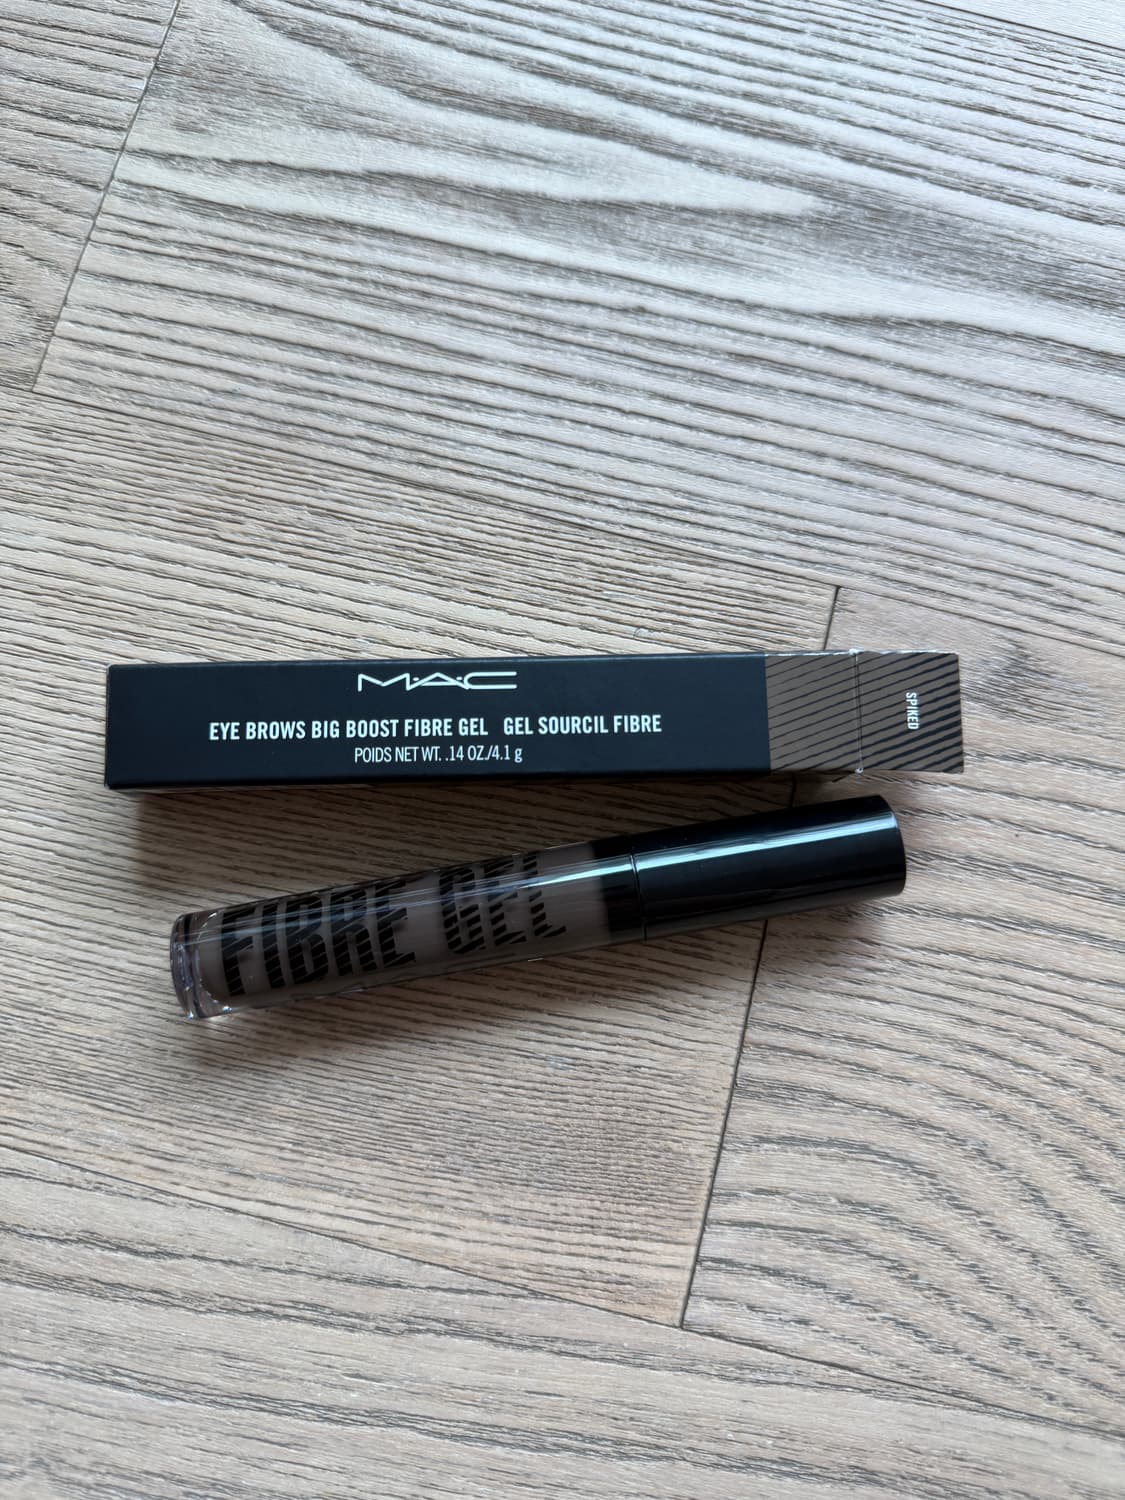 MAC
EYE BROWS BIG BOOST FIBRE GEL GEL SOURCIL FIBRE
POIDS NET WT. .14 OZ./4.1 g
SPIKED
FIBRE GEL